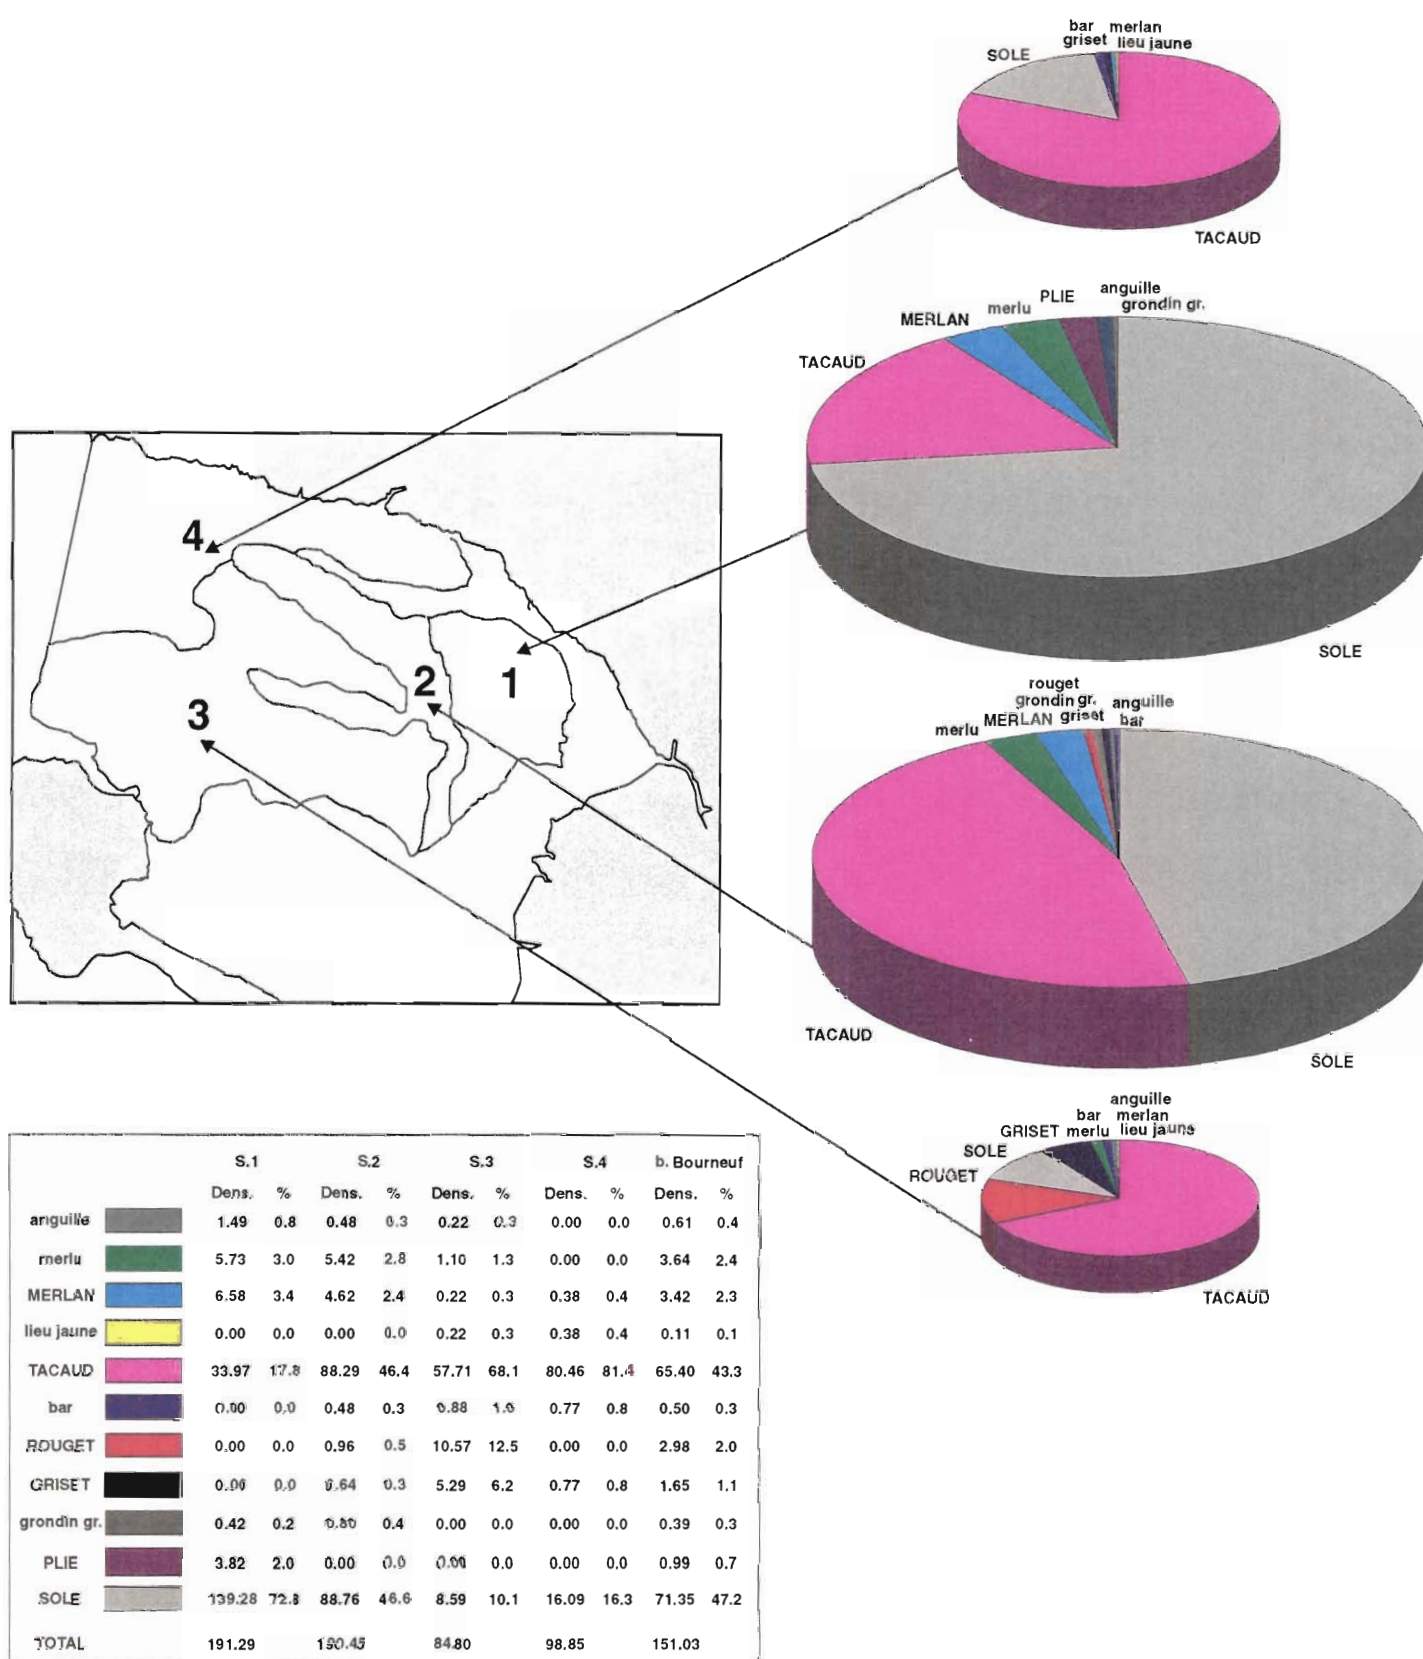 bar merlan
griset lieu jaune
SOLE
TACAUD
anguille
PLIE
merlu
grondin gr.
MERLAN
TACAUD
SOLE
4
2
1
3
rouget
grondin gr. anguille
MERLAN griset bar
merlu
TACAUD
SOLE
anguille
bar merlan
GRISET merlu lieu jaune
SOLE
ROUGET
TACAUD
S.1 S.2 S.3 S.4 b. Bourneuf
Dens. % Dens. % Dens. % Dens. % Dens. %
anguille 1.49 0.8 0.48 0.3 0.22 0.3 0.00 0.0 0.61 0.4
merlu 5.73 3.0 5.42 2.8 1.10 1.3 0.00 0.0 3.64 2.4
MERLAN 6.58 3.4 4.62 2.4 0.22 0.3 0.38 0.4 3.42 2.3
lieu jaune 0.00 0.0 0.00 0.0 0.22 0.3 0.38 0.4 0.11 0.1
TACAUD 33.97 17.8 88.29 46.4 57.71 68.1 80.46 81.4 65.40 43.3
bar 0.00 0.0 0.48 0.3 0.88 1.0 0.77 0.8 0.50 0.3
ROUGET 0.00 0.0 0.96 0.5 10.57 12.5 0.00 0.0 2.98 2.0
GRISET 0.00 0.0 0.64 0.3 5.29 6.2 0.77 0.8 1.65 1.1
grondin gr. 0.42 0.2 0.80 0.4 0.00 0.0 0.00 0.0 0.39 0.3
PLIE 3.82 2.0 0.00 0.0 0.00 0.0 0.00 0.0 0.99 0.7
SOLE 139.28 72.8 88.76 46.6 8.59 10.1 16.09 16.3 71.35 47.2
TOTAL 191.29 190.45 84.80 98.85 151.03